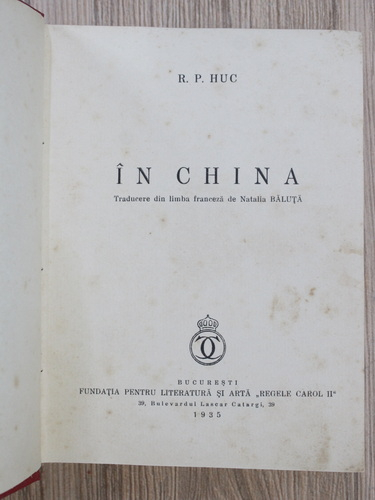 R. P. HUC
ÎN CHINA
Traducere din limba franceză de Natalia BĂLUȚĂ
BUCUREȘTI
FUNDAȚIA PENTRU LITERATURĂ ȘI ARTĂ „REGELE CAROL II"
39, Bulevardul Lascar Catargi, 39
1935